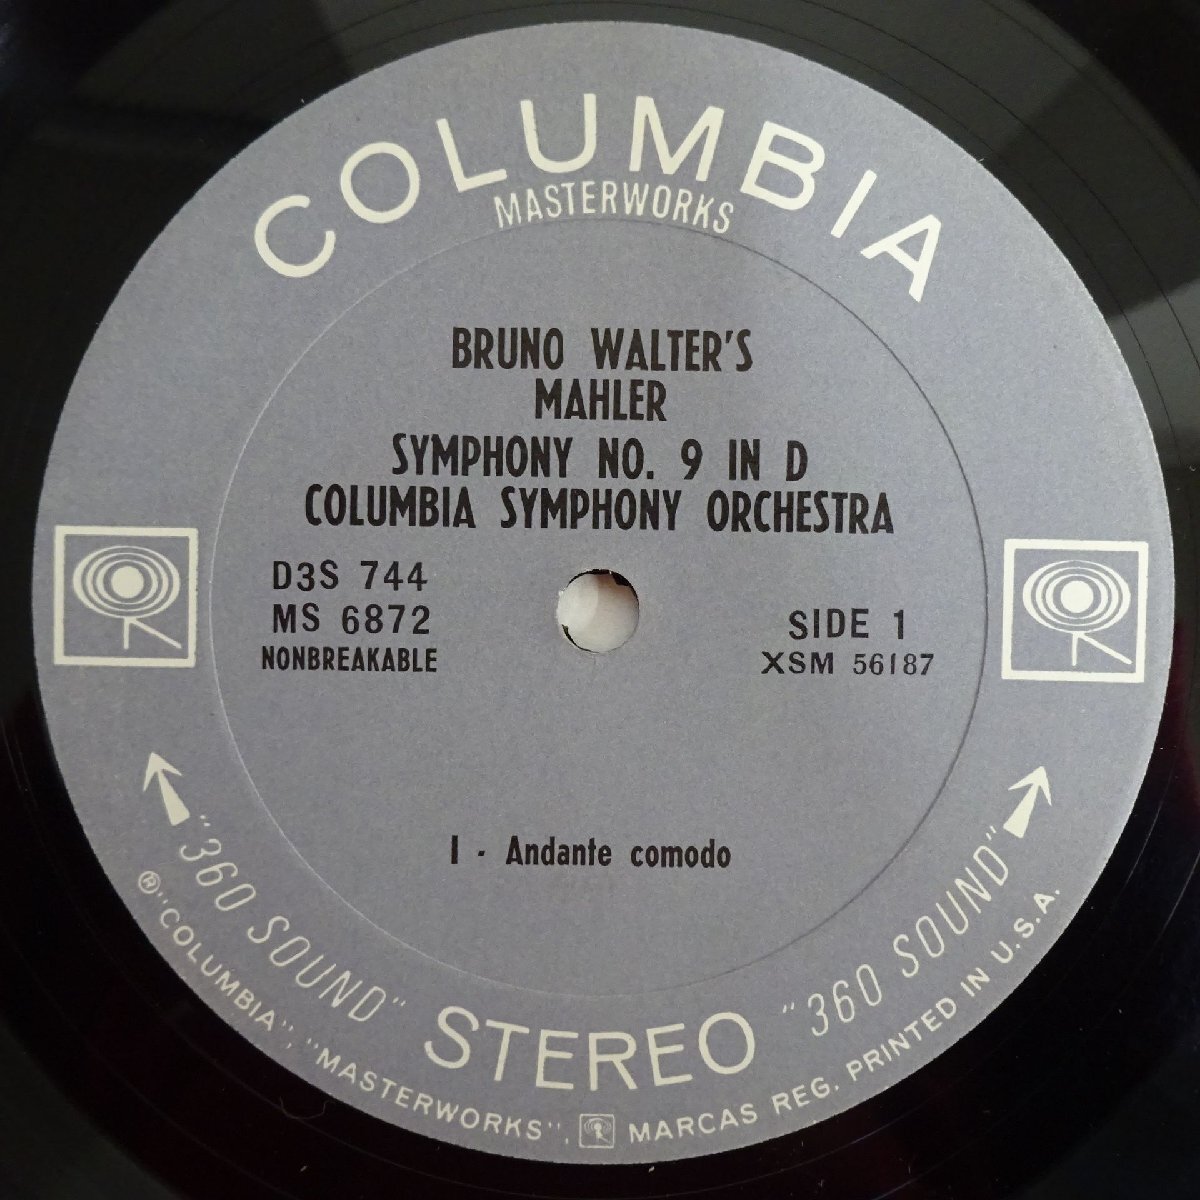 COLUMBIA
MASTERWORKS
BRUNO WALTER'S
MAHLER
SYMPHONY NO. 9 IN D
COLUMBIA SYMPHONY ORCHESTRA
D3S 744
MS 6872
NONBREAKABLE
SIDE 1
XSM 56187
I - Andante comodo
"360 SOUND" STEREO "360 SOUND"
® "COLUMBIA", "MASTERWORKS", MARCAS REG. PRINTED IN U.S.A.